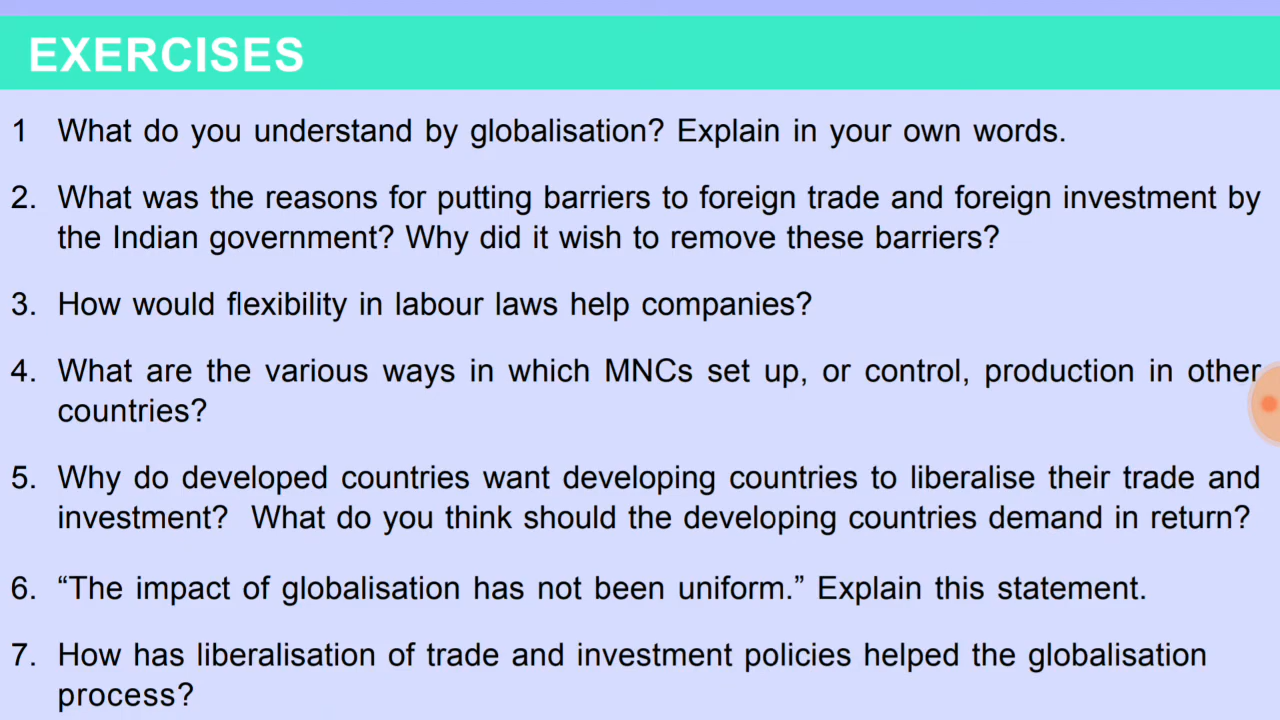 EXERCISES
1 What do you understand by globalisation? Explain in your own words.
2. What was the reasons for putting barriers to foreign trade and foreign investment by
the Indian government? Why did it wish to remove these barriers?
3. How would flexibility in labour laws help companies?
4. What are the various ways in which MNCs set up, or control, production in other
countries?
5. Why do developed countries want developing countries to liberalise their trade and
investment? What do you think should the developing countries demand in return?
6. “The impact of globalisation has not been uniform.” Explain this statement.
7. How has liberalisation of trade and investment policies helped the globalisation
process?